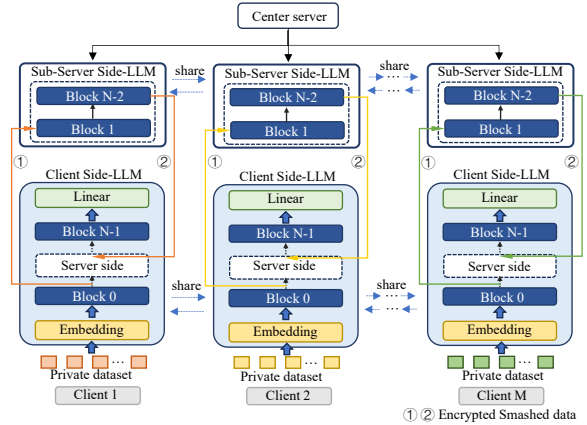 Center server
Sub-Server Side-LLM
Block N-2
Block 1
share
Sub-Server Side-LLM
Block N-2
Block 1
share
... ...
... ...
Sub-Server Side-LLM
Block N-2
Block 1
① ② ① ② ① ②
Client Side-LLM
Linear
Block N-1
Server side
Block 0
Embedding
...
Private dataset
Client 1
share
Client Side-LLM
Linear
Block N-1
Server side
Block 0
Embedding
...
Private dataset
Client 2
share
... ...
... ...
Client Side-LLM
Linear
Block N-1
Server side
Block 0
Embedding
...
Private dataset
Client M
① ② Encrypted Smashed data